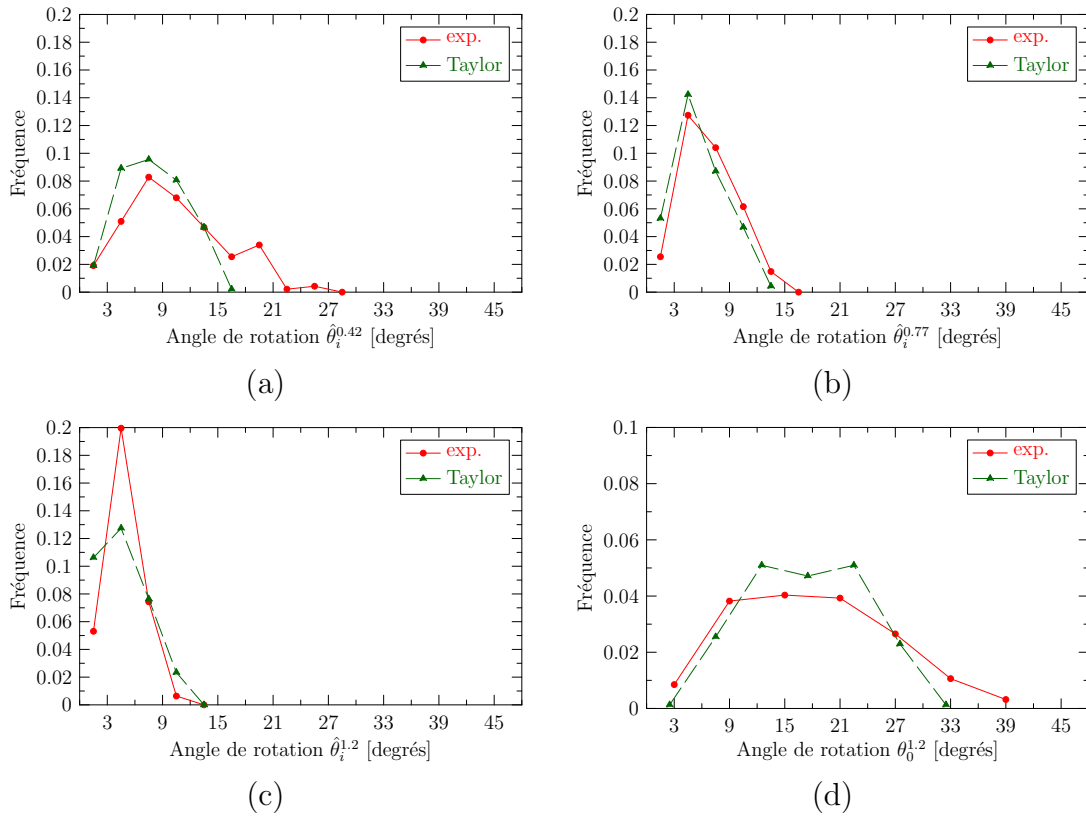 0.2
0.18
0.16
0.14
0.12
0.1
0.08
0.06
0.04
0.02
0
Fréquence
3 9 15 21 27 33 39 45
Angle de rotation θ̂_i^{0.42} [degrés]
exp.
Taylor
(a)
0.2
0.18
0.16
0.14
0.12
0.1
0.08
0.06
0.04
0.02
0
Fréquence
3 9 15 21 27 33 39 45
Angle de rotation θ̂_i^{0.77} [degrés]
exp.
Taylor
(b)
0.2
0.18
0.16
0.14
0.12
0.1
0.08
0.06
0.04
0.02
0
Fréquence
3 9 15 21 27 33 39 45
Angle de rotation θ̂_i^{1.2} [degrés]
exp.
Taylor
(c)
0.1
0.08
0.06
0.04
0.02
0
Fréquence
3 9 15 21 27 33 39 45
Angle de rotation θ_0^{1.2} [degrés]
exp.
Taylor
(d)